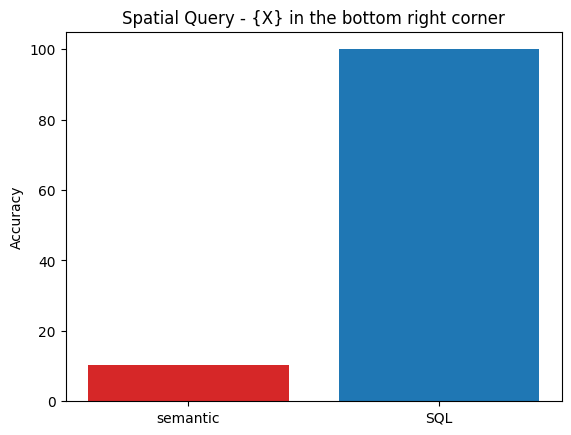 Spatial Query - {X} in the bottom right corner
100
80
60
40
20
0
Accuracy
semantic
SQL